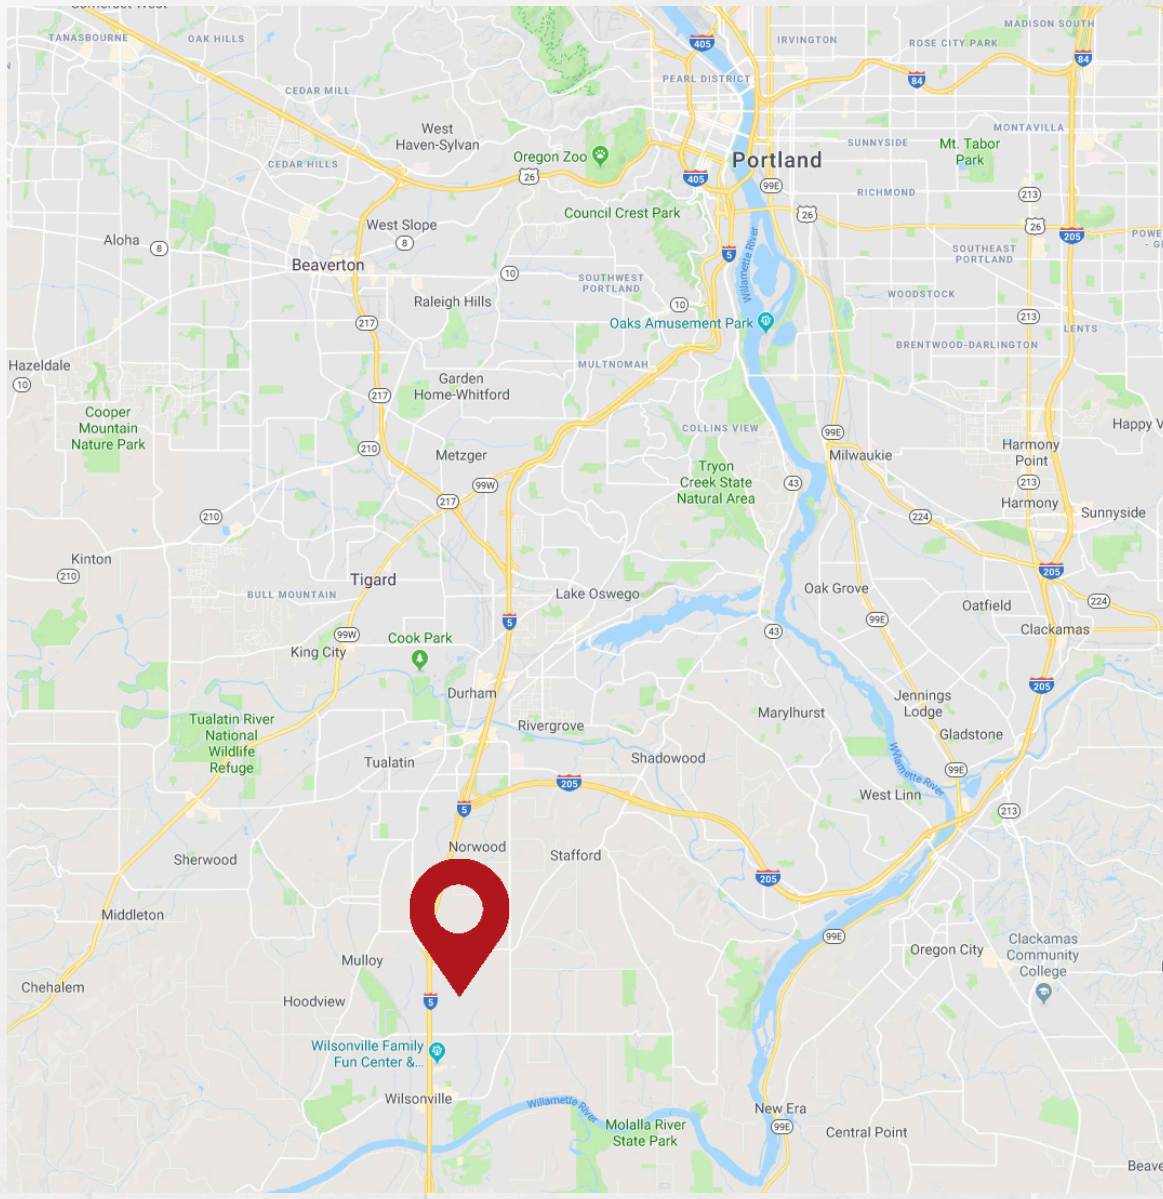 TANASBOURNE
OAK HILLS
405
IRVINGTON
ROSE CITY PARK
MADISON SOUTH
84
84
PEARL DISTRICT
CEDAR MILL
West
Haven-Sylvan
Oregon Zoo
26
CEDAR HILLS
405
Portland
99E
SUNNYSIDE
MONTAVILLA
Mt. Tabor
Park
RICHMOND
213
26
26
205
Council Crest Park
West Slope
8
Aloha
8
Beaverton
10
5
Willamette River
SOUTHEAST
PORTLAND
SOUTHWEST
PORTLAND
Raleigh Hills
10
WOODSTOCK
217
Oaks Amusement Park
213
LENTS
BRENTWOOD-DARLINGTON
Hazeldale
10
MULTNOMAH
Garden
Home-Whitford
217
Cooper
Mountain
Nature Park
COLLINS VIEW
99E
Happy V
210
Metzger
Milwaukie
Harmony
Point
Tryon
Creek State
Natural Area
43
99W
217
213
Harmony
Sunnyside
210
224
Kinton
210
Tigard
205
BULL MOUNTAIN
Lake Oswego
Oak Grove
224
Oatfield
5
99E
Clackamas
43
99W
Cook Park
King City
205
Durham
Jennings
Lodge
Marylhurst
Rivergrove
Gladstone
Tualatin River
National
Wildlife
Refuge
Tualatin
Shadowood
Willamette River
99E
205
West Linn
213
5
Norwood
Stafford
Sherwood
205
Middleton
99E
Oregon City
Clackamas
Community
College
Mulloy
Chehalem
Hoodview
5
Wilsonville Family
Fun Center &...
Wilsonville
Willamette River
Molalla River
State Park
New Era
99E
Central Point
Beave